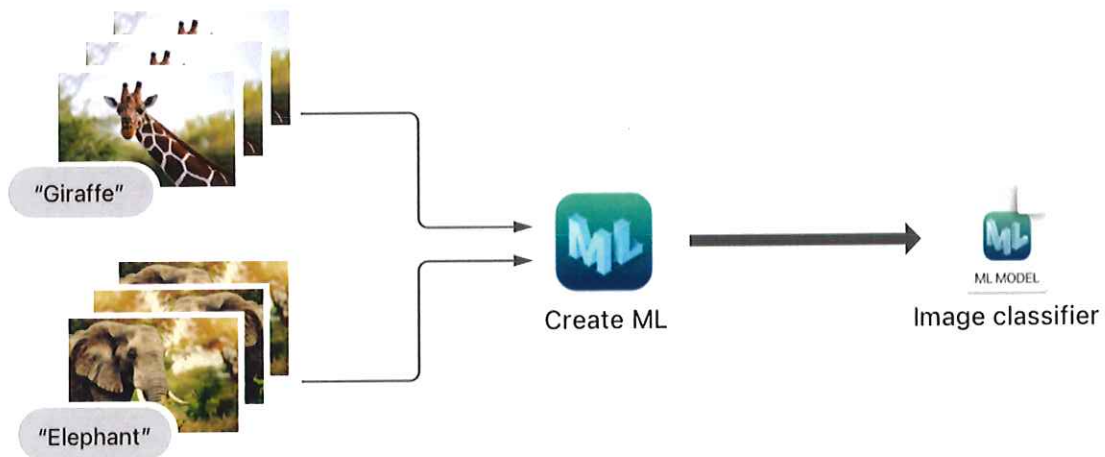 "Giraffe"
"Elephant"
ML
Create ML
ML
ML MODEL
Image classifier